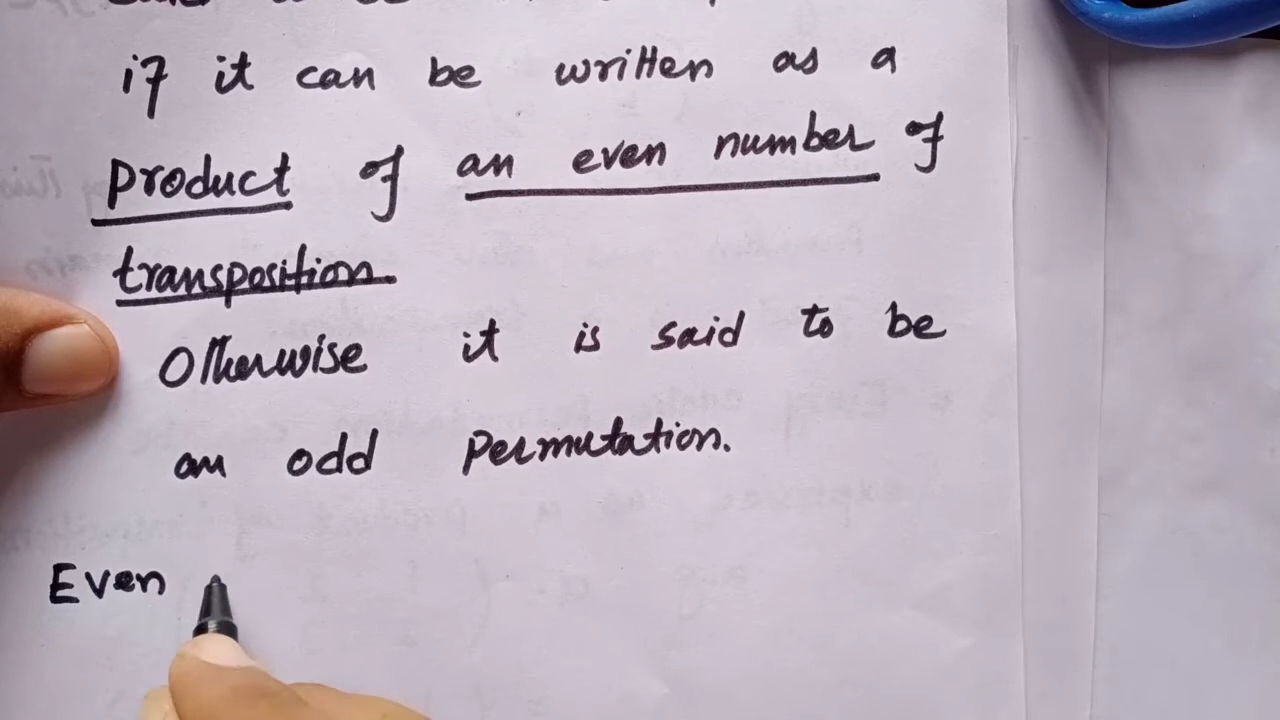 if it can be written as a
product of an even number of
transposition.
Otherwise it is said to be
an odd permutation.
Even